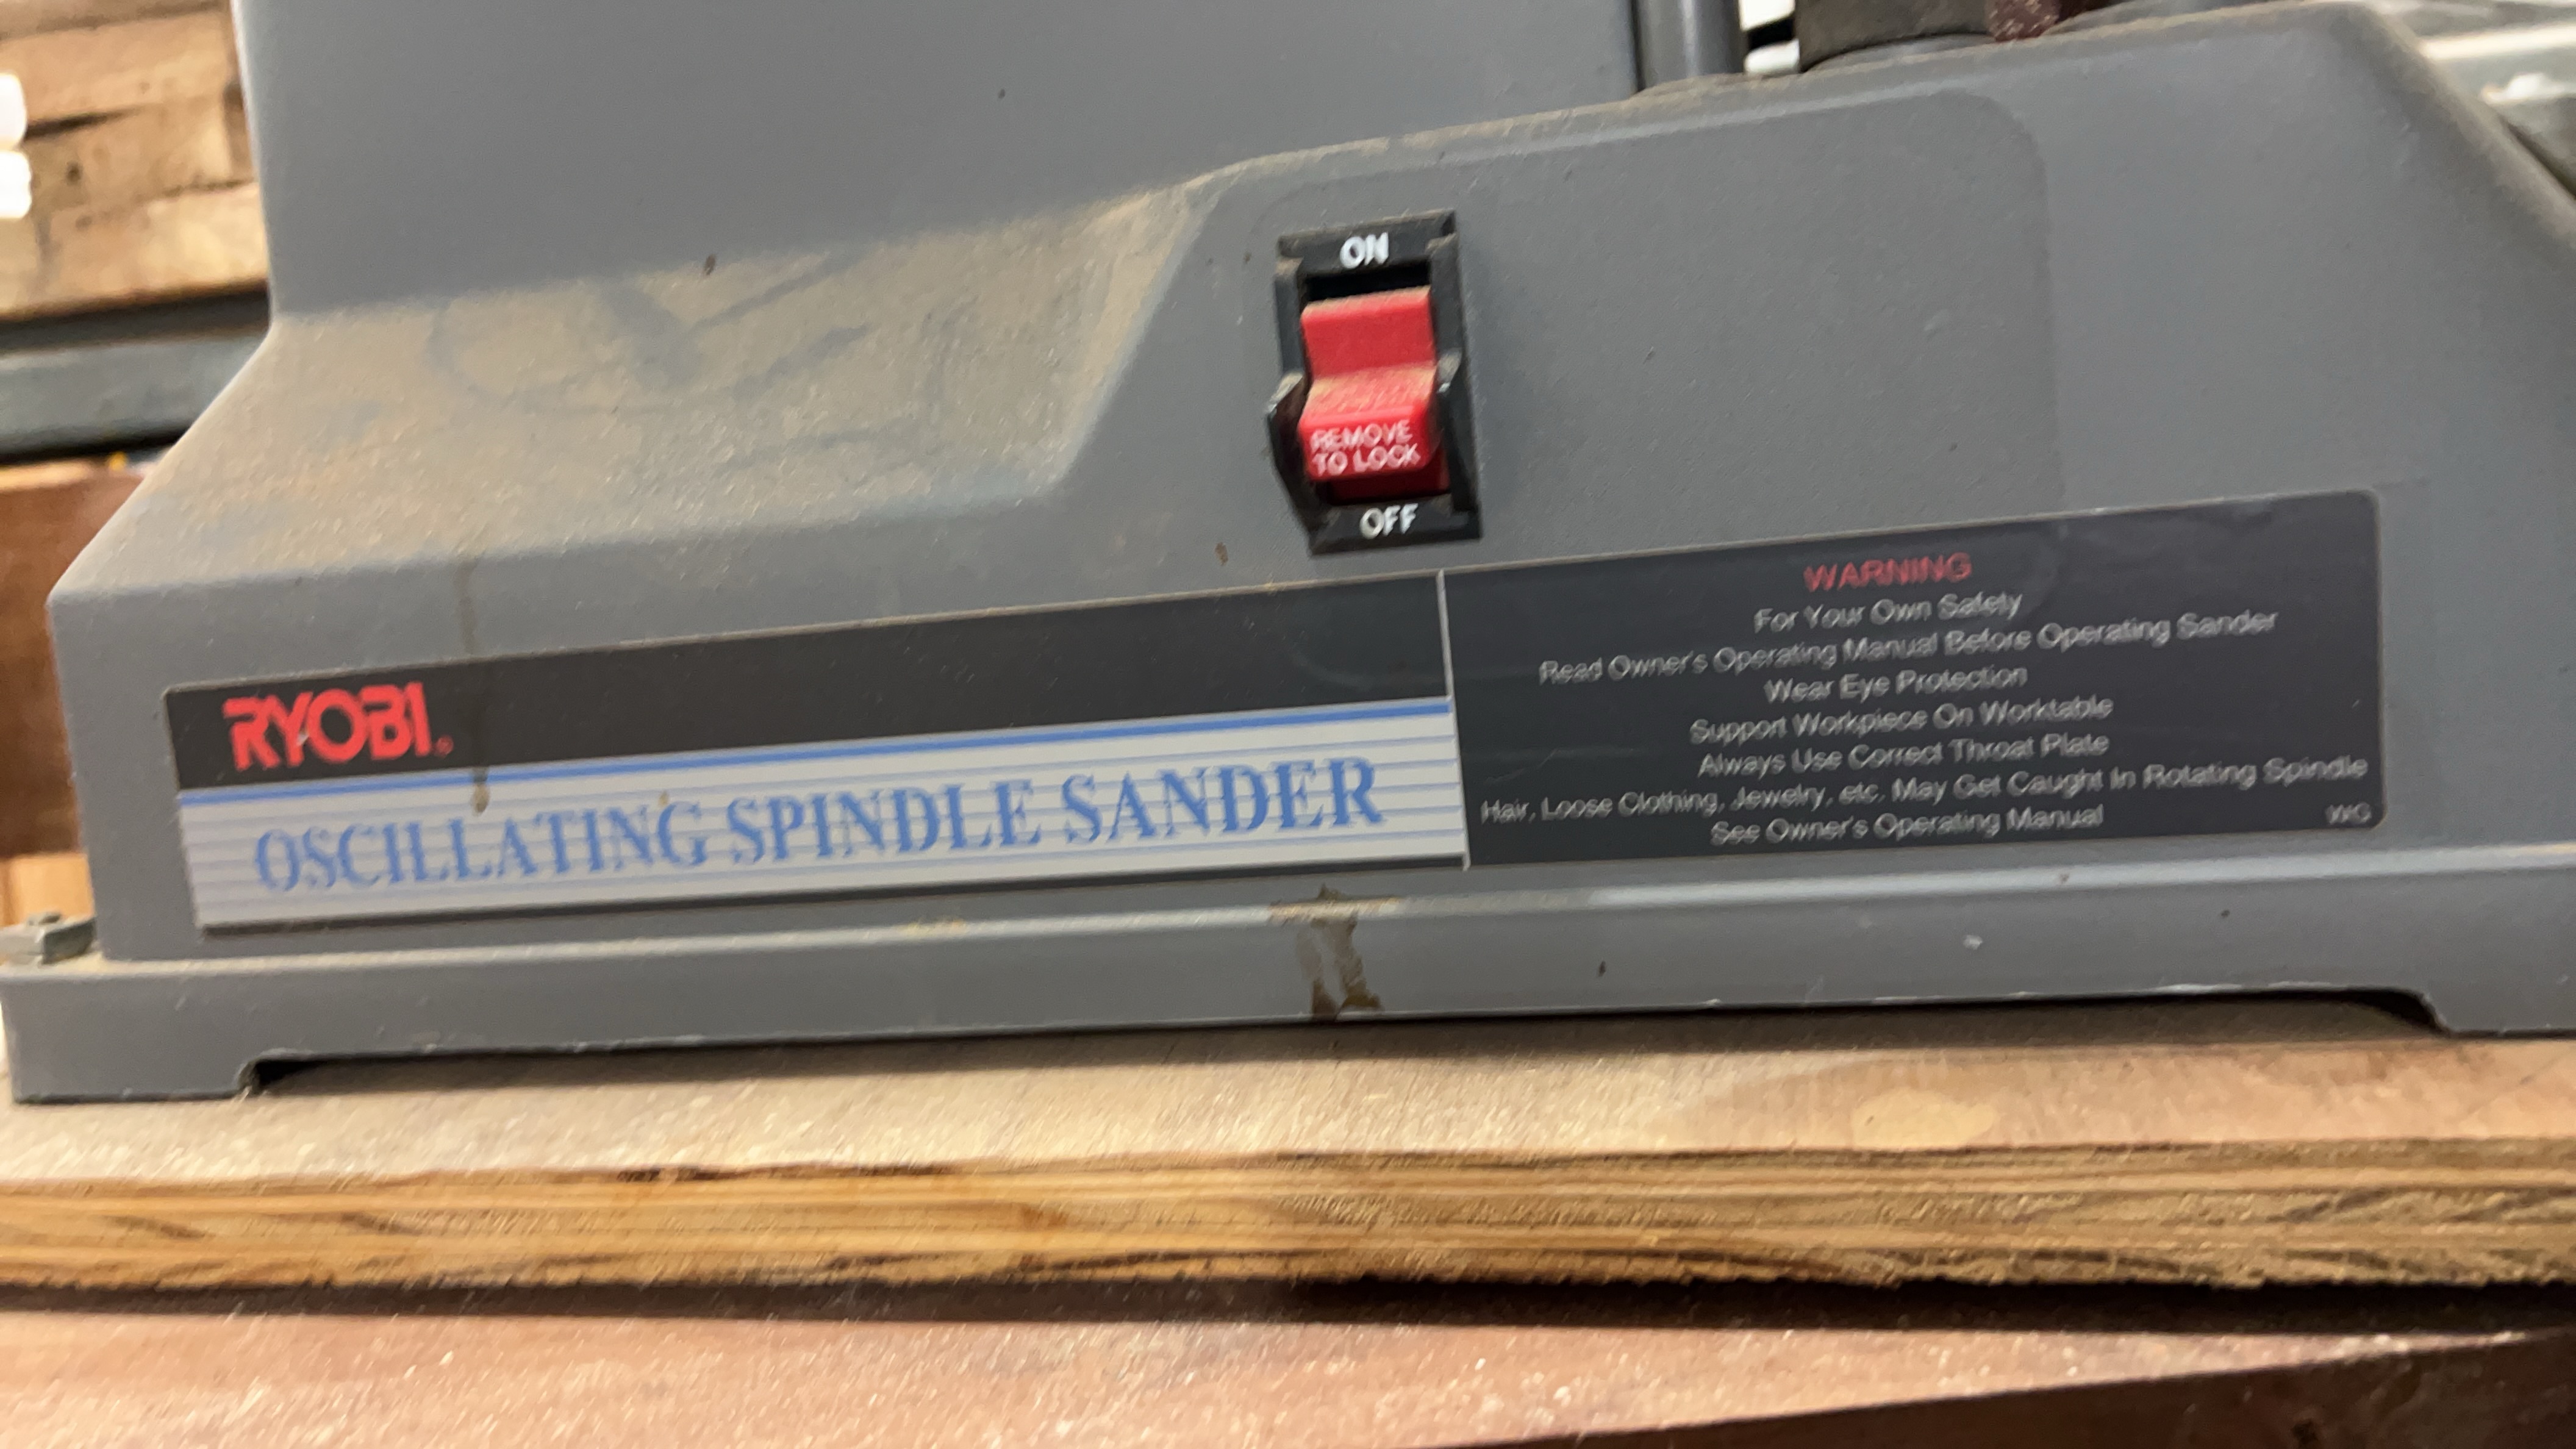 ON
REMOVE
TO LOCK
OFF
RYOBI®
OSCILLATING SPINDLE SANDER
WARNING
For Your Own Safety
Read Owner's Operating Manual Before Operating Sander
Wear Eye Protection
Support Workpiece On Worktable
Always Use Correct Throat Plate
Hair, Loose Clothing, Jewelry, etc. May Get Caught In Rotating Spindle
See Owner's Operating Manual